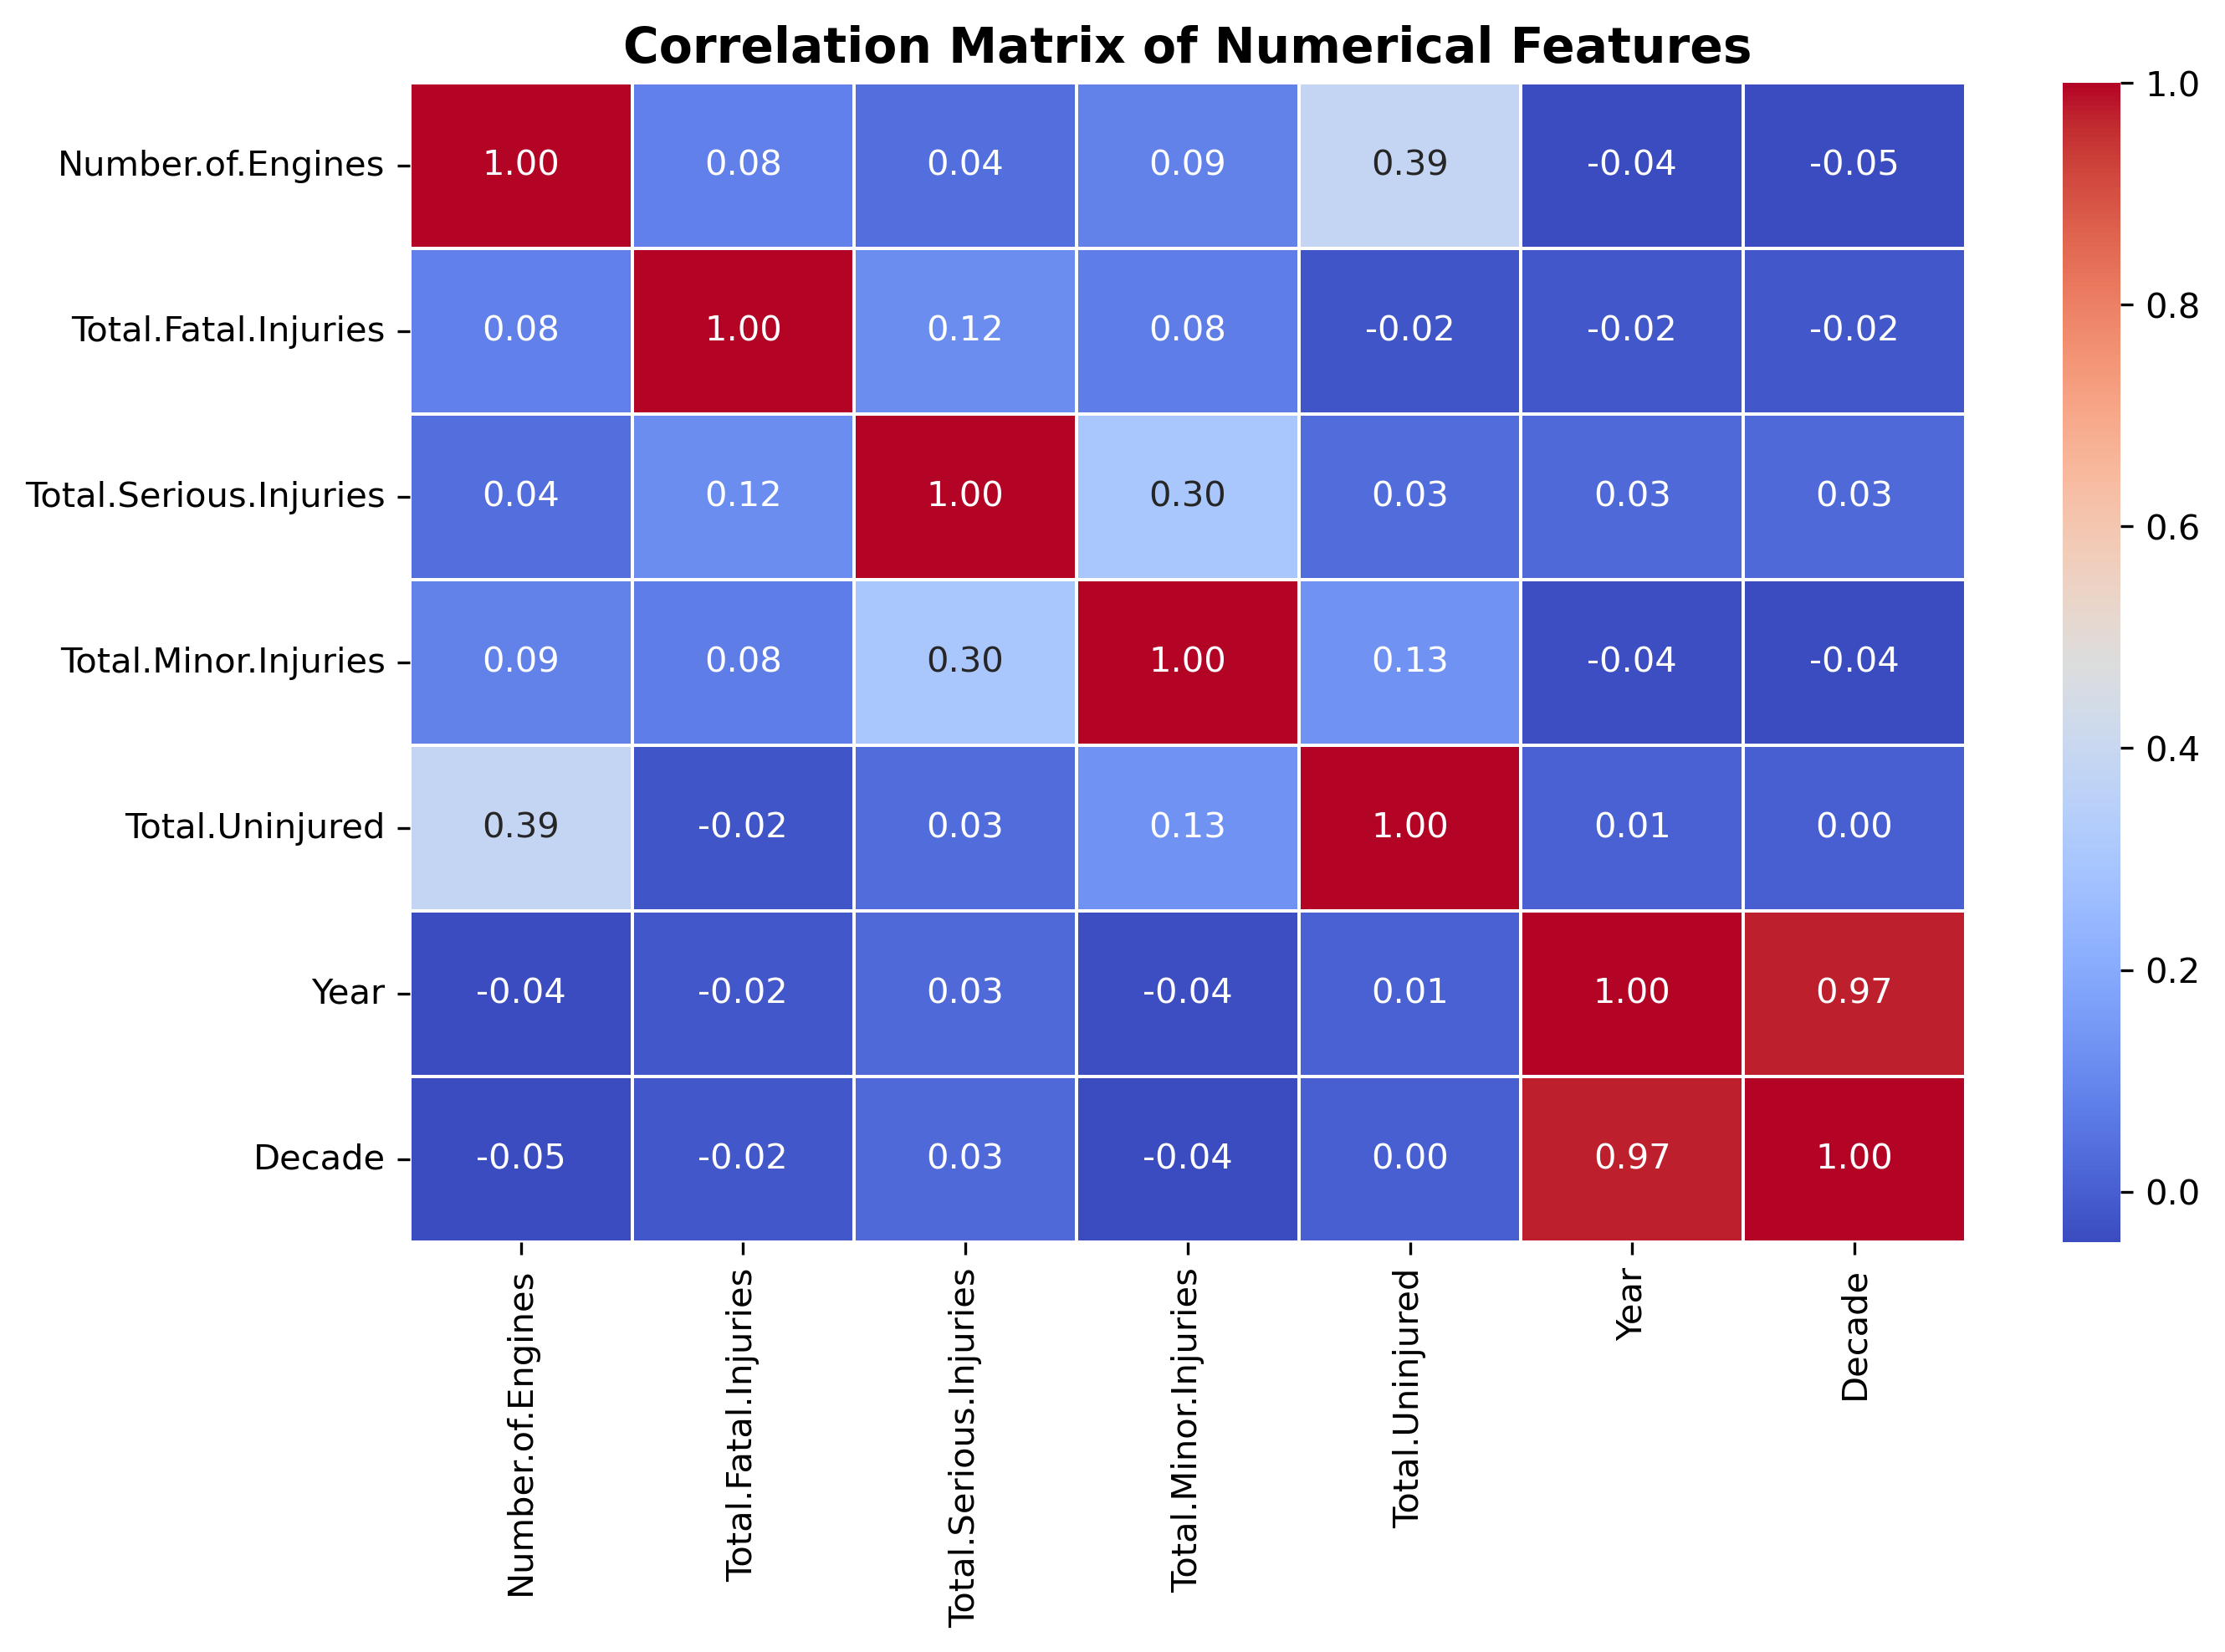 Correlation Matrix of Numerical Features
Number.of.Engines 1.00 0.08 0.04 0.09 0.39 -0.04 -0.05
Total.Fatal.Injuries 0.08 1.00 0.12 0.08 -0.02 -0.02 -0.02
Total.Serious.Injuries 0.04 0.12 1.00 0.30 0.03 0.03 0.03
Total.Minor.Injuries 0.09 0.08 0.30 1.00 0.13 -0.04 -0.04
Total.Uninjured 0.39 -0.02 0.03 0.13 1.00 0.01 0.00
Year -0.04 -0.02 0.03 -0.04 0.01 1.00 0.97
Decade -0.05 -0.02 0.03 -0.04 0.00 0.97 1.00
Number.of.Engines
Total.Fatal.Injuries
Total.Serious.Injuries
Total.Minor.Injuries
Total.Uninjured
Year
Decade
1.0
0.8
0.6
0.4
0.2
0.0